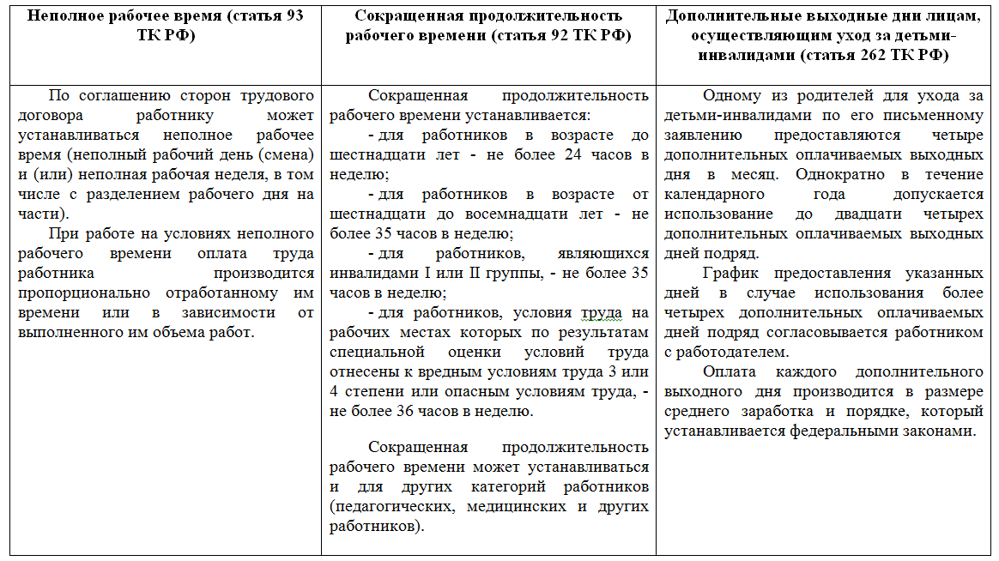 Неполное рабочее время (статья 93
ТК РФ)
Сокращенная продолжительность
рабочего времени (статья 92 ТК РФ)
Дополнительные выходные дни лицам,
осуществляющим уход за детьми-
инвалидами (статья 262 ТК РФ)
По соглашению сторон трудового
договора работнику может
устанавливаться неполное рабочее
время (неполный рабочий день (смена)
и (или) неполная рабочая неделя, в том
числе с разделением рабочего дня на
части).
При работе на условиях неполного
рабочего времени оплата труда
работника производится
пропорционально отработанному им
времени или в зависимости от
выполненного им объема работ.
Сокращенная продолжительность
рабочего времени устанавливается:
- для работников в возрасте до
шестнадцати лет - не более 24 часов в
неделю;
- для работников в возрасте от
шестнадцати до восемнадцати лет - не
более 35 часов в неделю;
- для работников, являющихся
инвалидами I или II группы, - не более 35
часов в неделю;
- для работников, условия труда на
рабочих местах которых по результатам
специальной оценки условий труда
отнесены к вредным условиям труда 3 или
4 степени или опасным условиям труда, -
не более 36 часов в неделю.
Сокращенная продолжительность
рабочего времени может устанавливаться
и для других категорий работников
(педагогических, медицинских и других
работников).
Одному из родителей для ухода за
детьми-инвалидами по его письменному
заявлению предоставляются четыре
дополнительных оплачиваемых выходных
дня в месяц. Однократно в течение
календарного года допускается
использование до двадцати четырех
дополнительных оплачиваемых выходных
дней подряд.
График предоставления указанных
дней в случае использования более
четырех дополнительных оплачиваемых
дней подряд согласовывается работником
с работодателем.
Оплата каждого дополнительного
выходного дня производится в размере
среднего заработка и порядке, который
устанавливается федеральными законами.